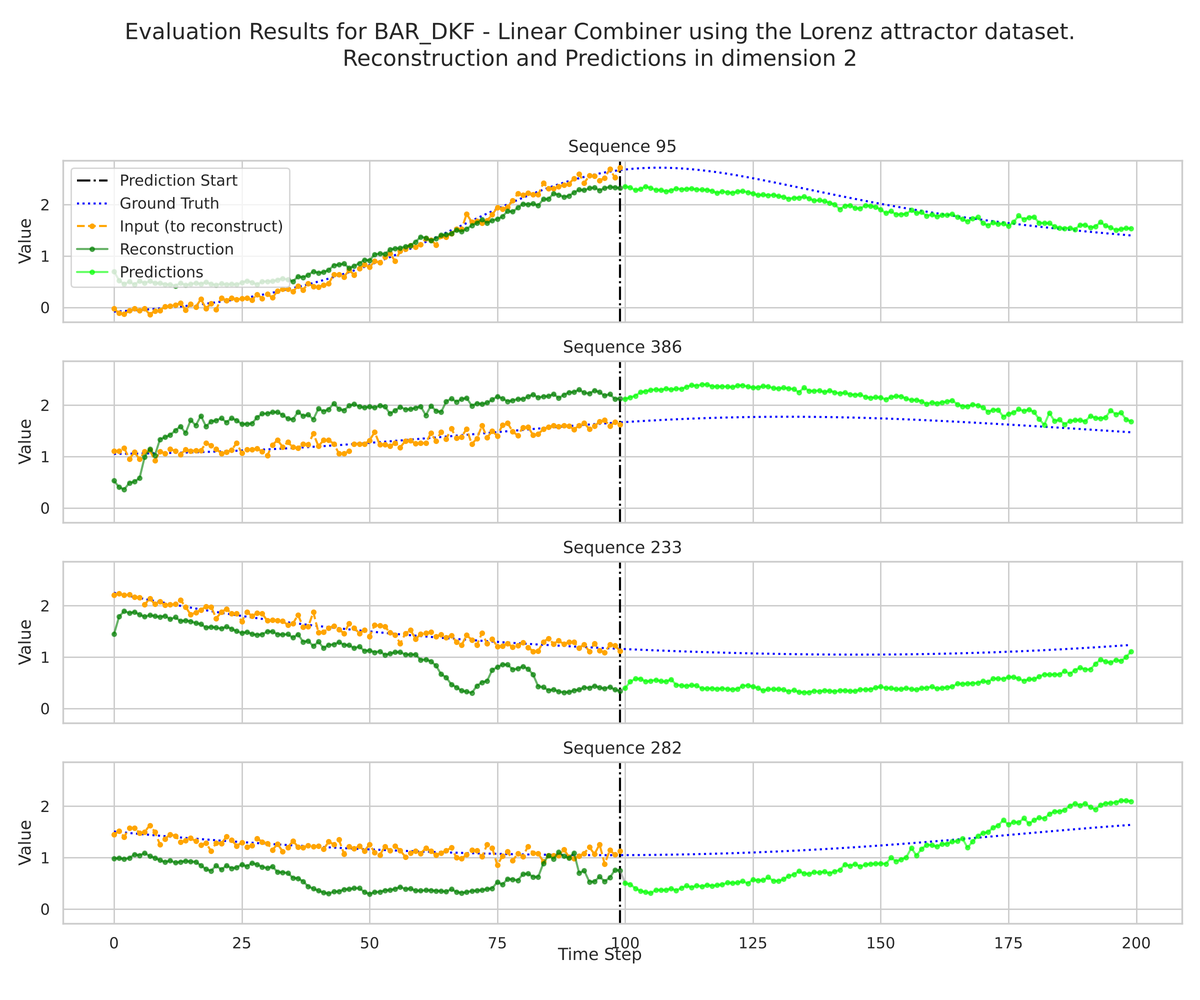 Evaluation Results for BAR_DKF - Linear Combiner using the Lorenz attractor dataset.
Reconstruction and Predictions in dimension 2
Sequence 95
Value
2
1
0
Prediction Start
Ground Truth
Input (to reconstruct)
Reconstruction
Predictions
Sequence 386
Value
2
1
0
Sequence 233
Value
2
1
0
Sequence 282
Value
2
1
0
0 25 50 75 100 125 150 175 200
Time Step